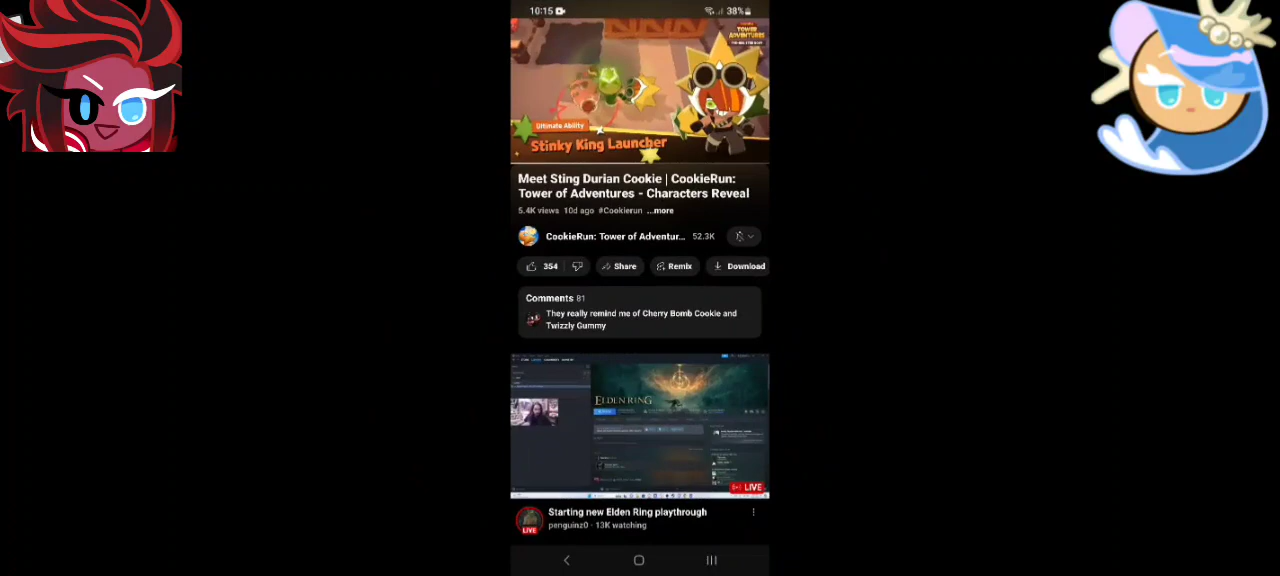 10:15
38%
TOWER
ADVENTURES
Ultimate Ability
Stinky King Launcher
Meet Sting Durian Cookie | CookieRun:
Tower of Adventures - Characters Reveal
5.4K views 10d ago #Cookierun ...more
CookieRun: Tower of Adventur... 52.3K
354 Share Remix Download
Comments 81
They really remind me of Cherry Bomb Cookie and
Twizzly Gummy
ELDEN RING
LIVE
Starting new Elden Ring playthrough
LIVE
penguinz0 · 13K watching